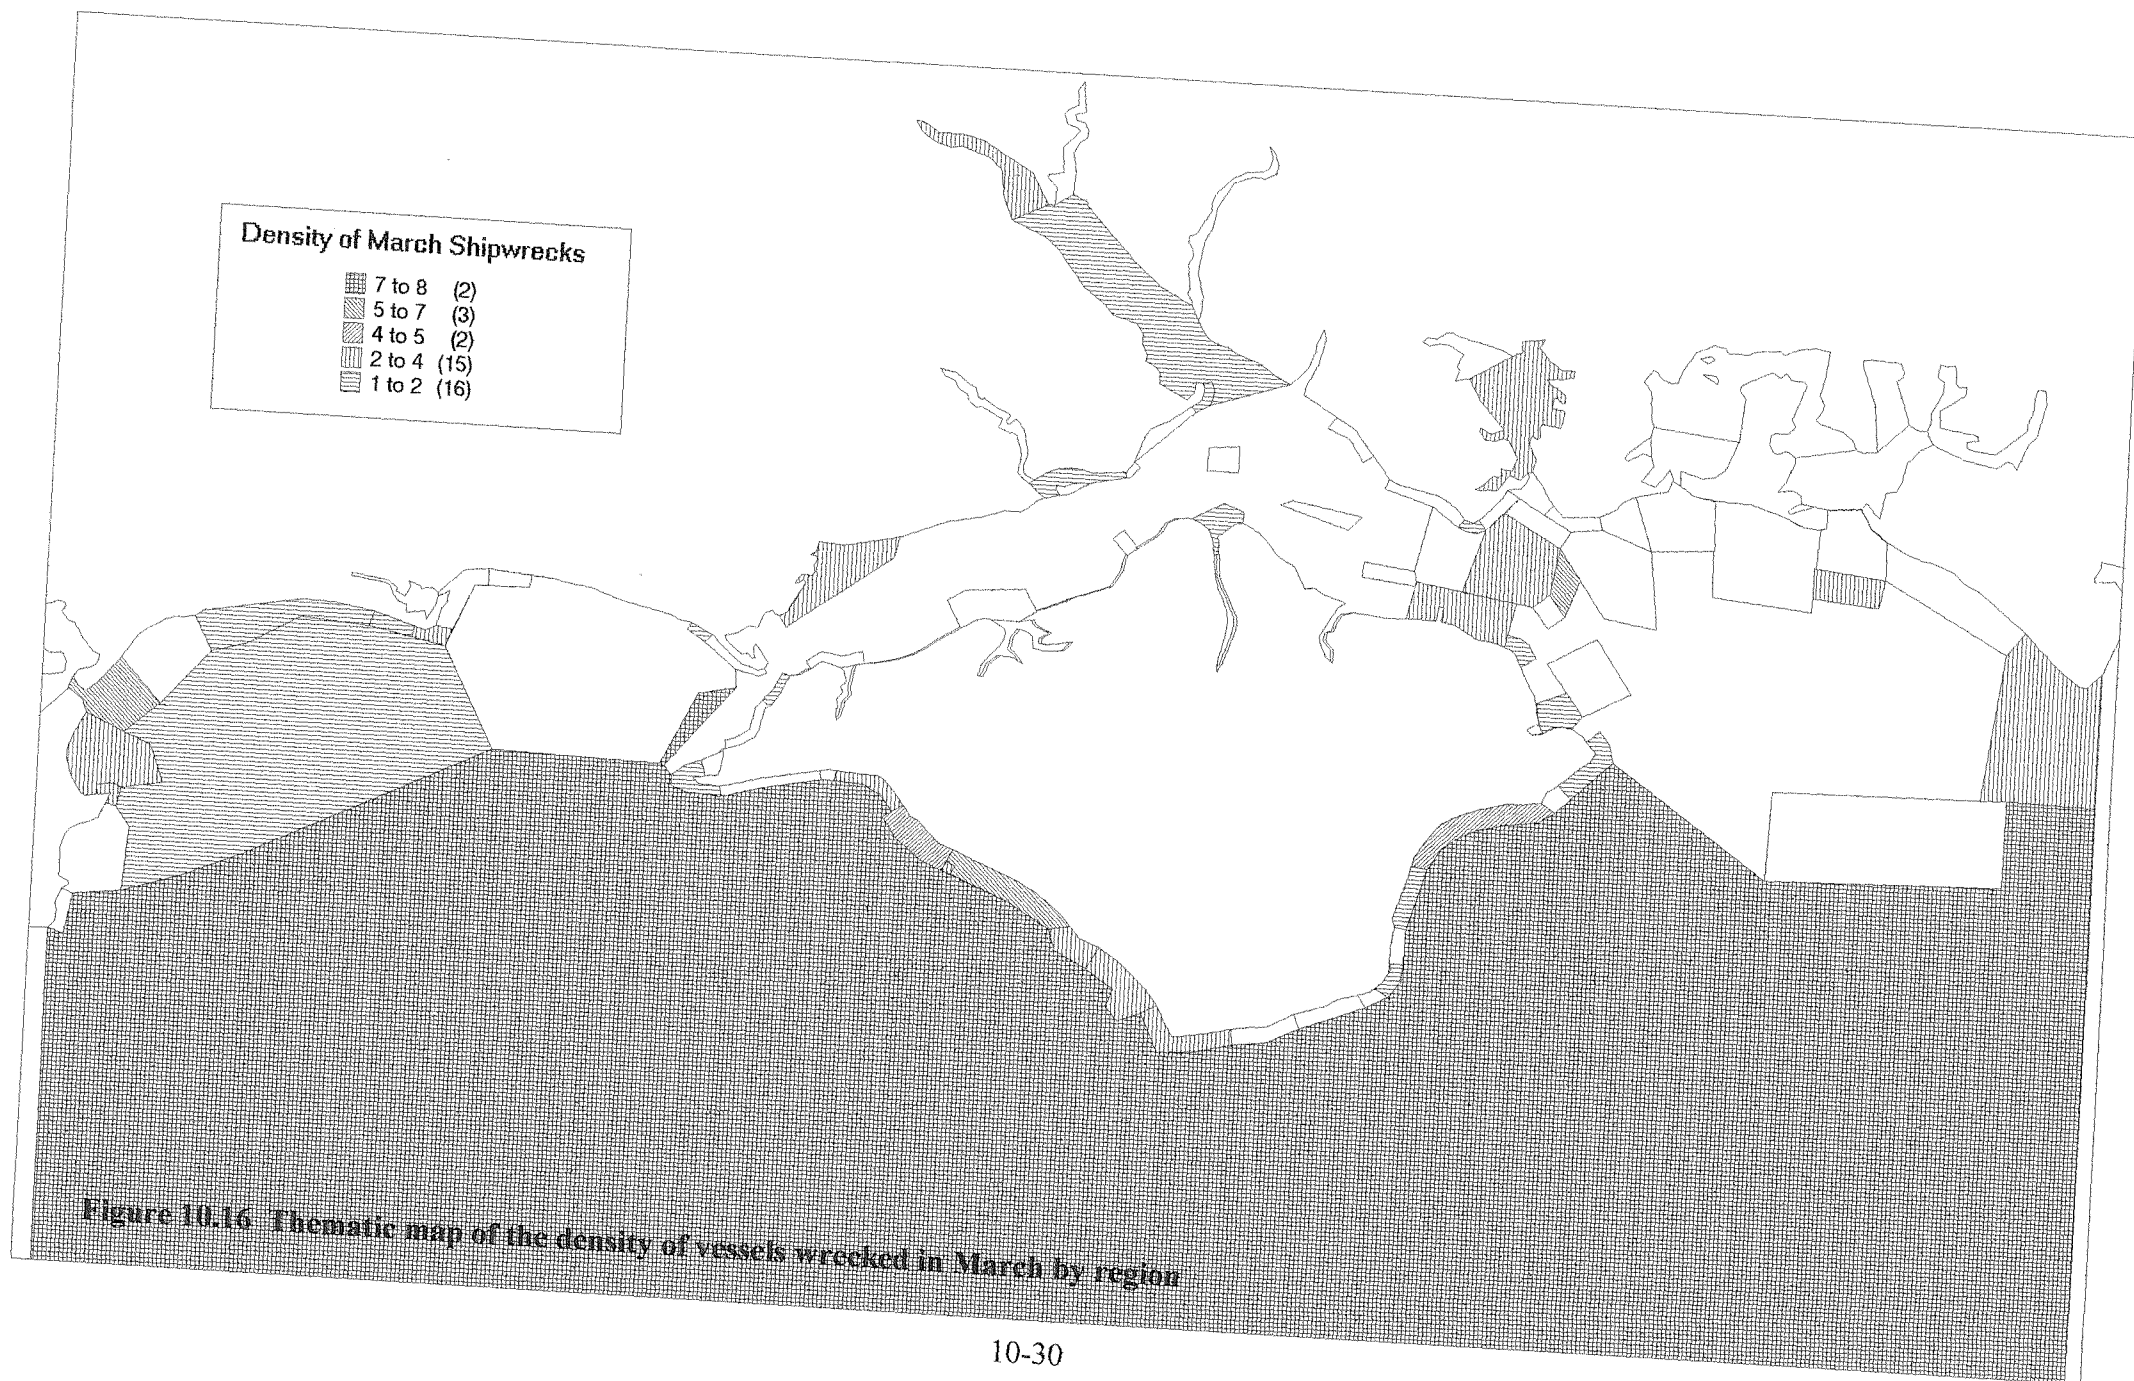 Density of March Shipwrecks
7 to 8 (2)
5 to 7 (3)
4 to 5 (2)
2 to 4 (15)
1 to 2 (16)
Figure 10.16 Thematic map of the density of vessels wrecked in March by region
10-30